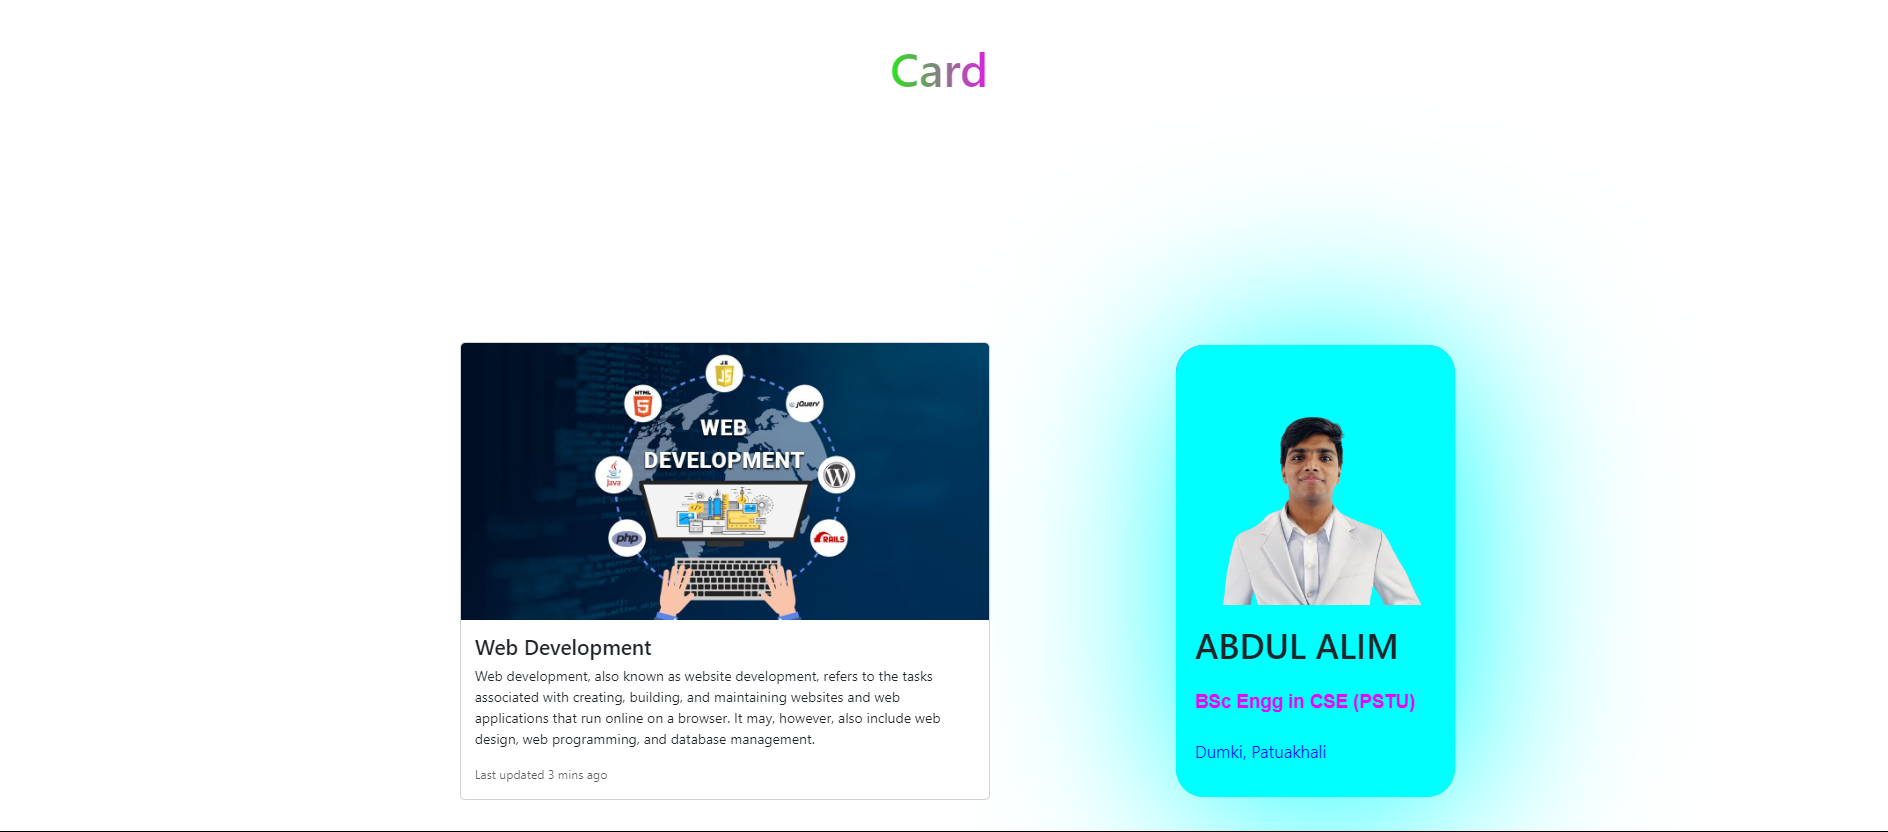 Card
JS
JS
HTML
5
jQuery
WEB
DEVELOPMENT
Java
W
php
RAILS
Web Development
Web development, also known as website development, refers to the tasks
associated with creating, building, and maintaining websites and web
applications that run online on a browser. It may, however, also include web
design, web programming, and database management.
Last updated 3 mins ago
ABDUL ALIM
BSc Engg in CSE (PSTU)
Dumki, Patuakhali